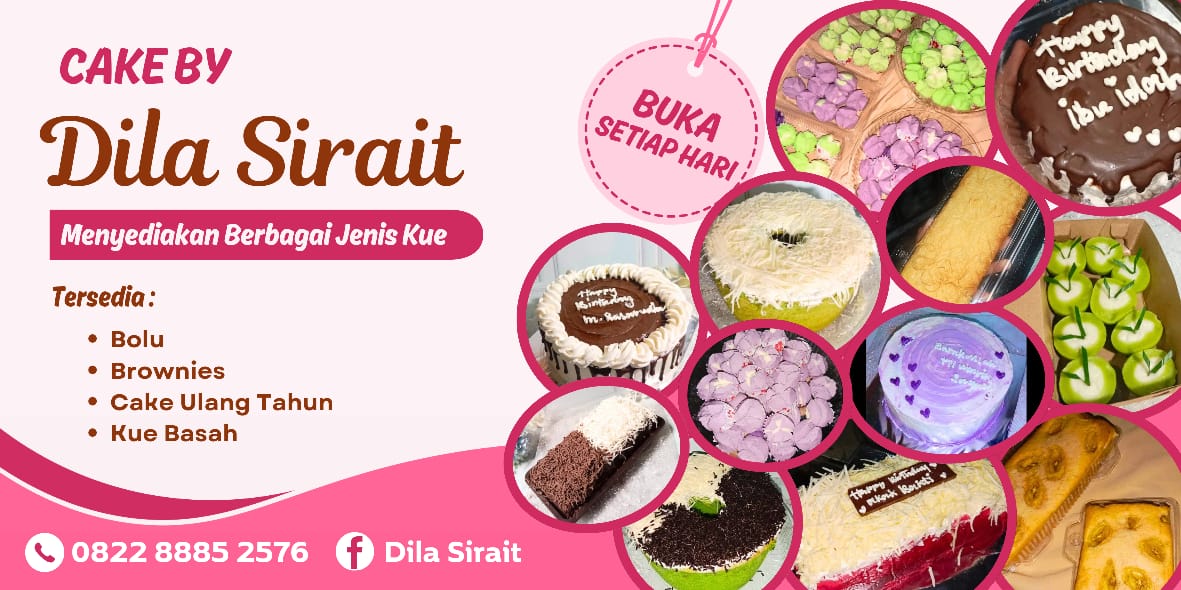 CAKE BY
Dila Sirait
Menyediakan Berbagai Jenis Kue
Tersedia :
• Bolu
• Brownies
• Cake Ulang Tahun
• Kue Basah
0822 8885 2576
Dila Sirait
BUKA
SETIAP HARI
Happy
Birthday
ibu
Happy
Birthday
Happy Birthday